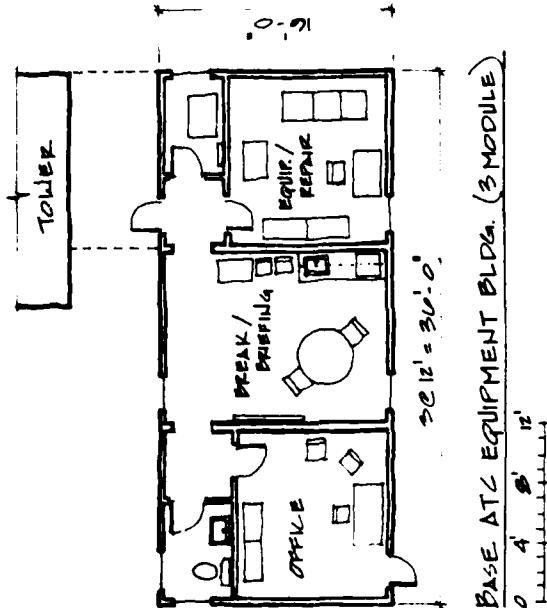 TOWER
16'-0"
EQUIP./
REPAIR
BREAK/
BRIEFING
OFFICE
3@12' = 36'-0"
BASE ATC EQUIPMENT BLDG. (3 MODULE)
0 4' 8' 12'